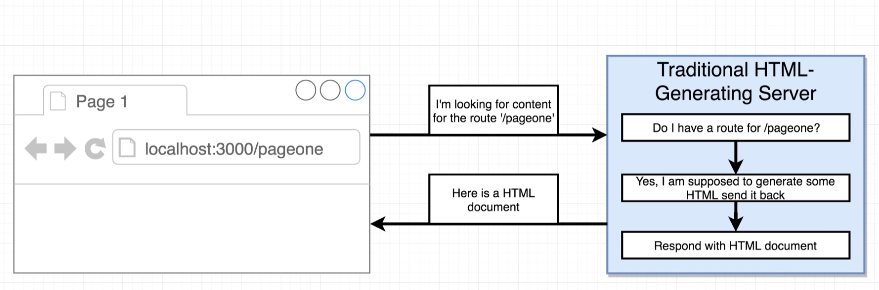 Page 1
localhost:3000/pageone
I'm looking for content
for the route '/pageone'
Here is a HTML
document
Traditional HTML-
Generating Server
Do I have a route for /pageone?
Yes, I am supposed to generate some
HTML send it back
Respond with HTML document